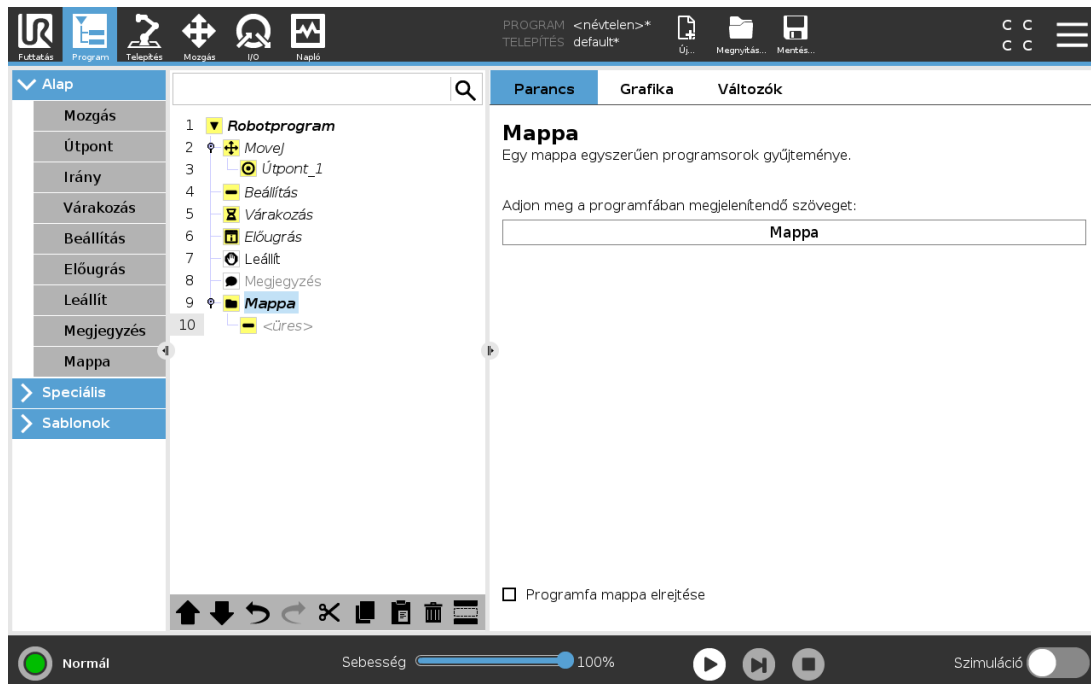 UR
Futtatás
Program
Telepítés
Mozgás
I/O
Napló
PROGRAM <névtelen>*
TELEPÍTÉS default*
Új...
Megnyitás...
Mentés...
C C
C C
Alap
Mozgás
Útpont
Irány
Várakozás
Beállítás
Előugrás
Leállít
Megjegyzés
Mappa
Speciális
Sablonok
1 Robotprogram
2 MoveJ
3 Útpont_1
4 Beállítás
5 Várakozás
6 Előugrás
7 Leállít
8 Megjegyzés
9 Mappa
10 <üres>
Parancs
Grafika
Változók
Mappa
Egy mappa egyszerűen programsorok gyűjteménye.
Adjon meg a programfában megjelenítendő szöveget:
Mappa
Programfa mappa elrejtése
Normál
Sebesség
100%
Szimuláció